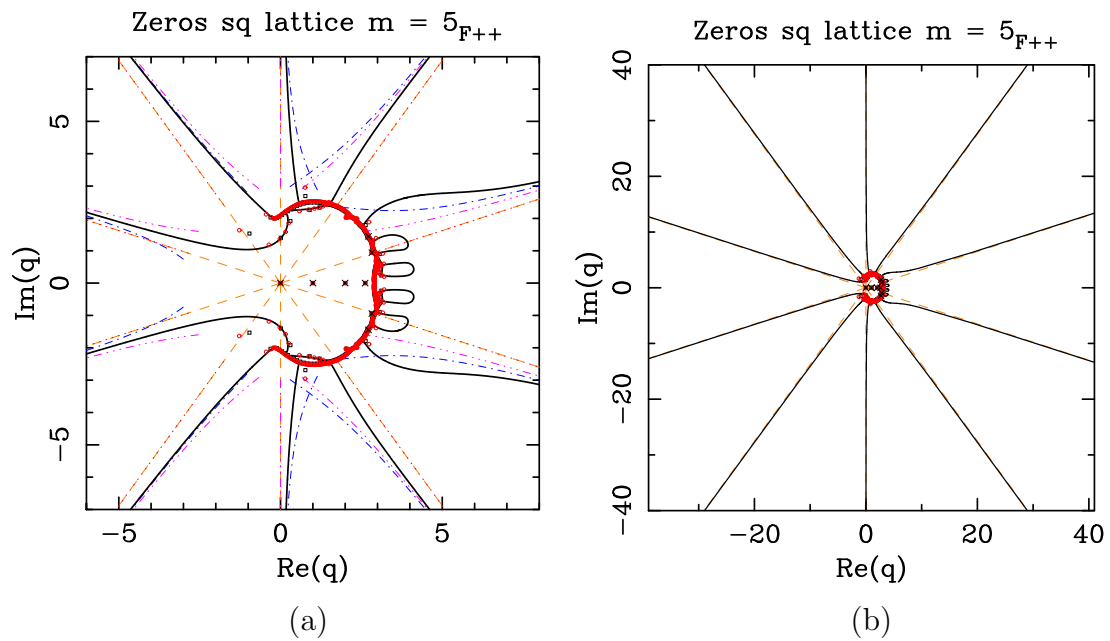 Zeros sq lattice m = 5F++
Zeros sq lattice m = 5F++
Im(q)
5
0
−5
−5
0
5
Re(q)
Im(q)
40
20
0
−20
−40
−20
0
20
40
Re(q)
(a)
(b)